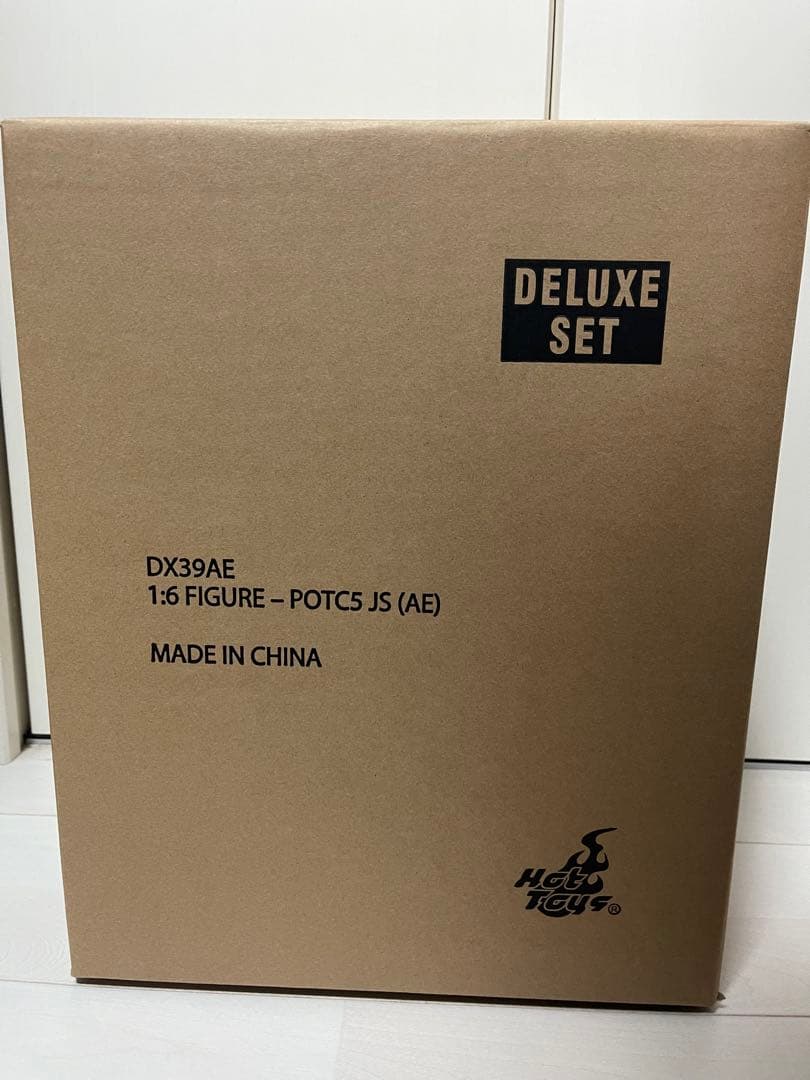 DELUXE
SET
DX39AE
1:6 FIGURE – POTC5 JS (AE)
MADE IN CHINA
Hot
Toys®